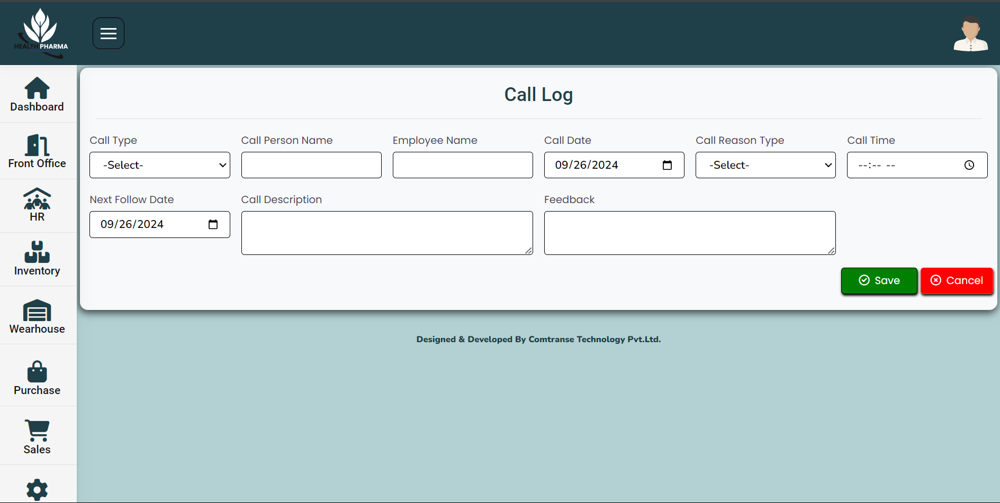 HEALTH PHARMA
Dashboard
Front Office
HR
Inventory
Wearhouse
Purchase
Sales
Call Log
Call Type
Call Person Name
Employee Name
Call Date
Call Reason Type
Call Time
-Select-
09/26/2024
-Select-
--:-- --
Next Follow Date
Call Description
Feedback
09/26/2024
Save
Cancel
Designed & Developed By Comtranse Technology Pvt.Ltd.